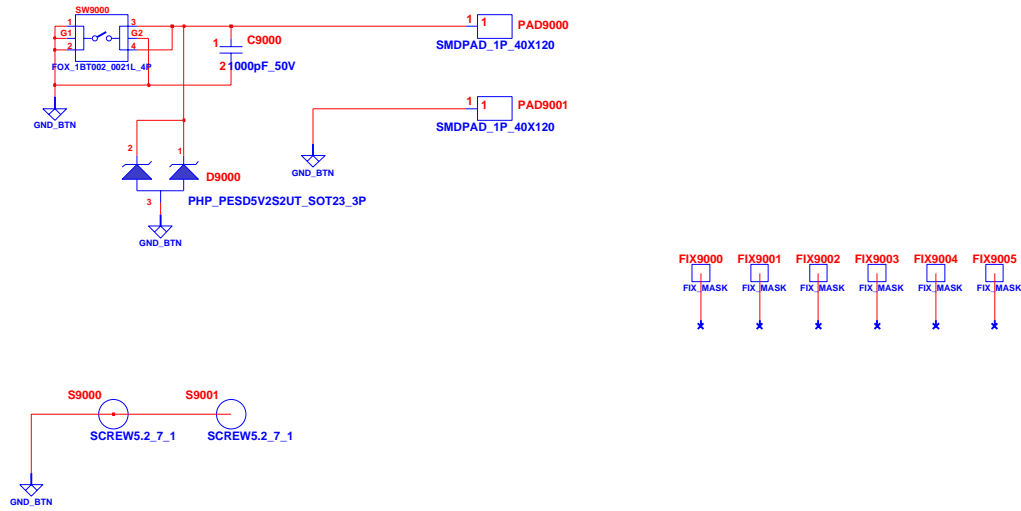 SW9000
1
3
G1
G2
2
4
FOX_1BT002_0021L_4P
GND_BTN
1
C9000
2
1000pF_50V
1
1
PAD9000
SMDPAD_1P_40X120
1
1
PAD9001
SMDPAD_1P_40X120
GND_BTN
2
1
D9000
3
PHP_PESD5V2S2UT_SOT23_3P
GND_BTN
FIX9000
FIX9001
FIX9002
FIX9003
FIX9004
FIX9005
FIX_MASK
FIX_MASK
FIX_MASK
FIX_MASK
FIX_MASK
FIX_MASK
S9000
S9001
SCREW5.2_7_1
SCREW5.2_7_1
GND_BTN